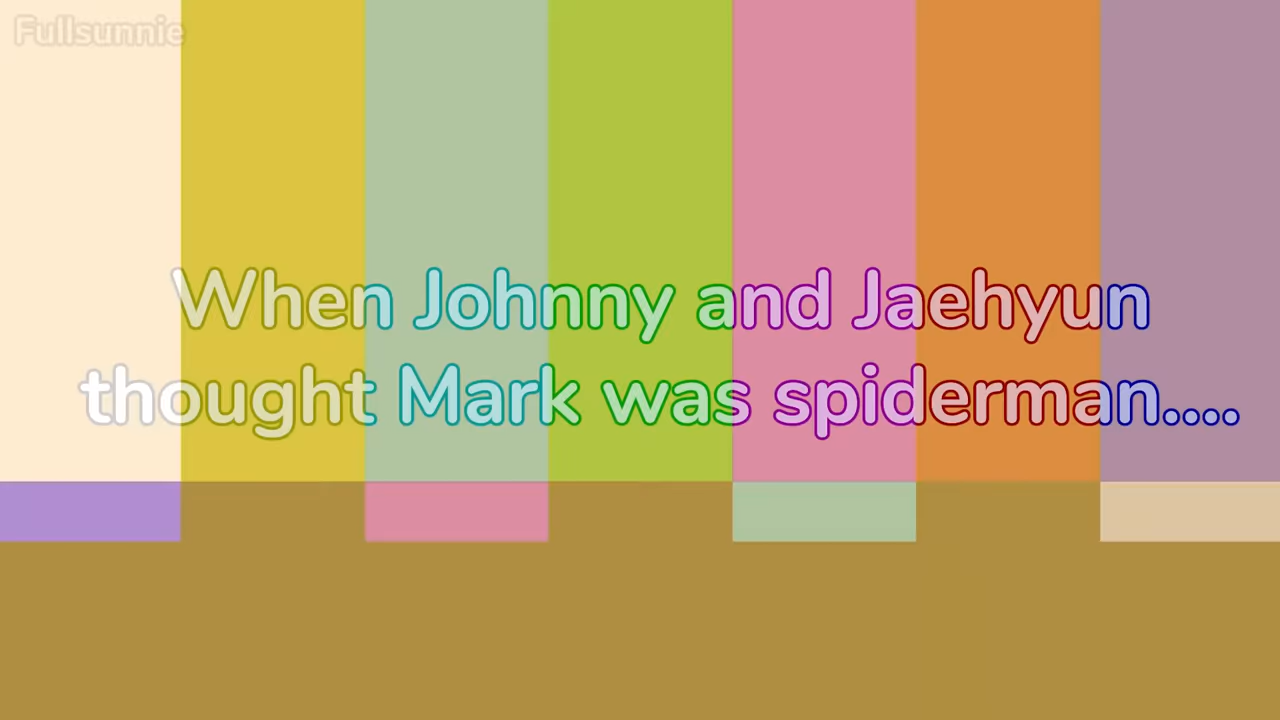 Fullsunnie
When Johnny and Jaehyun
thought Mark was spiderman....